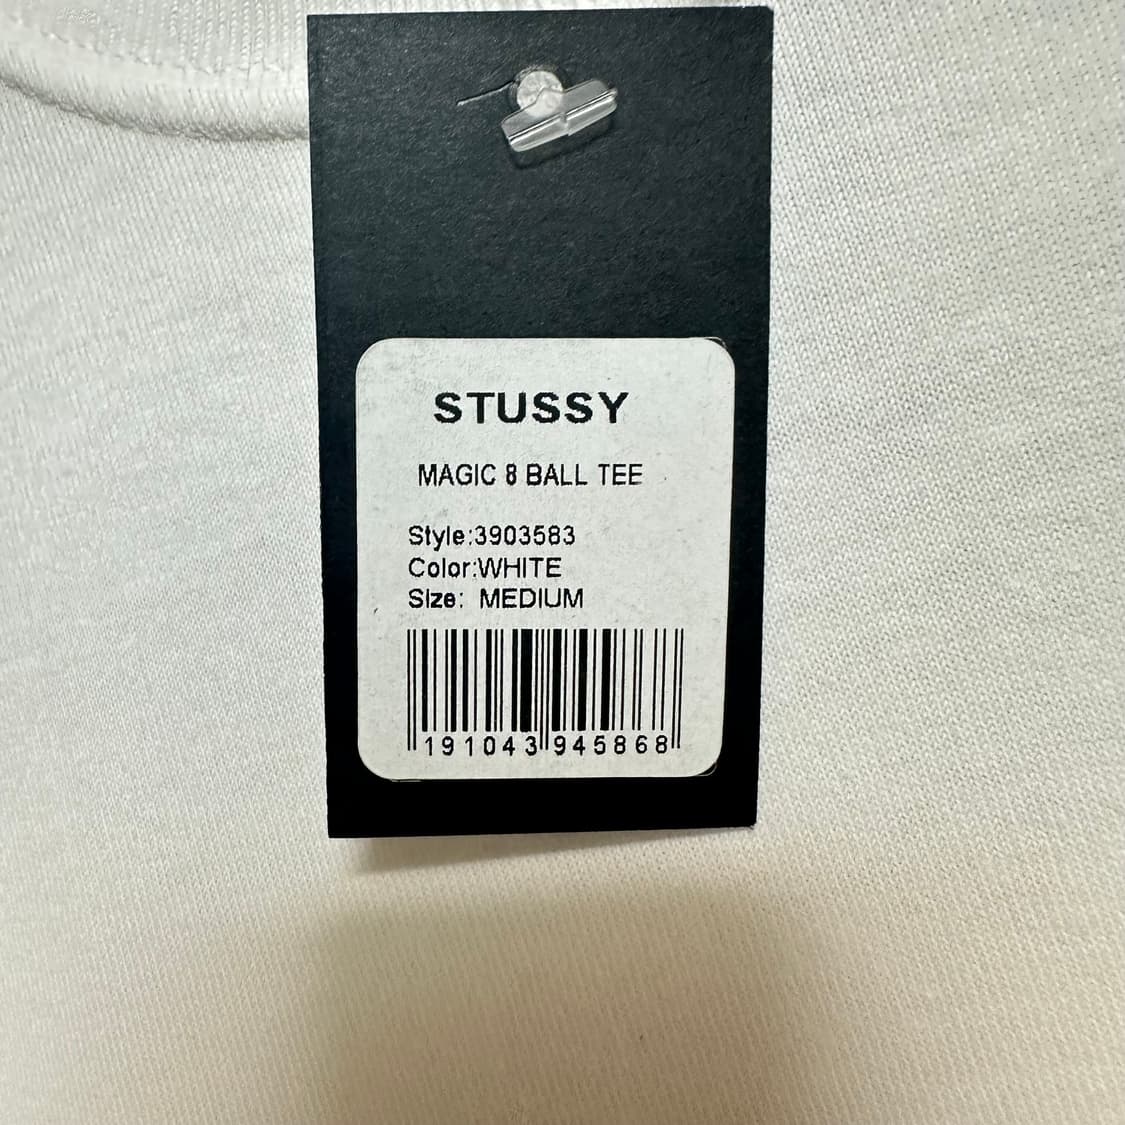 STUSSY
MAGIC 8 BALL TEE
Style:3903583
Color:WHITE
Size: MEDIUM
191043 945868